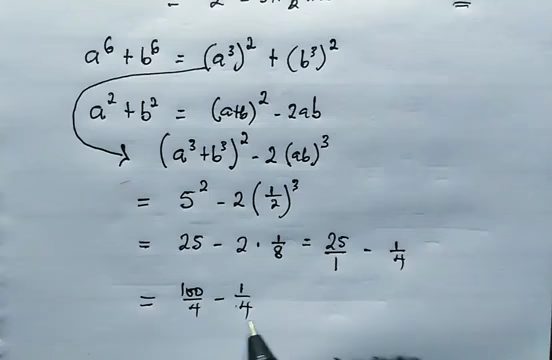 a⁶ + b⁶ = (a³)² + (b³)²
a² + b² = (a+b)² - 2ab
(a³ + b³)² - 2(ab)³
= 5² - 2(1/2)³
= 25 - 2 · 1/8 = 25/1 - 1/4
= 100/4 - 1/4